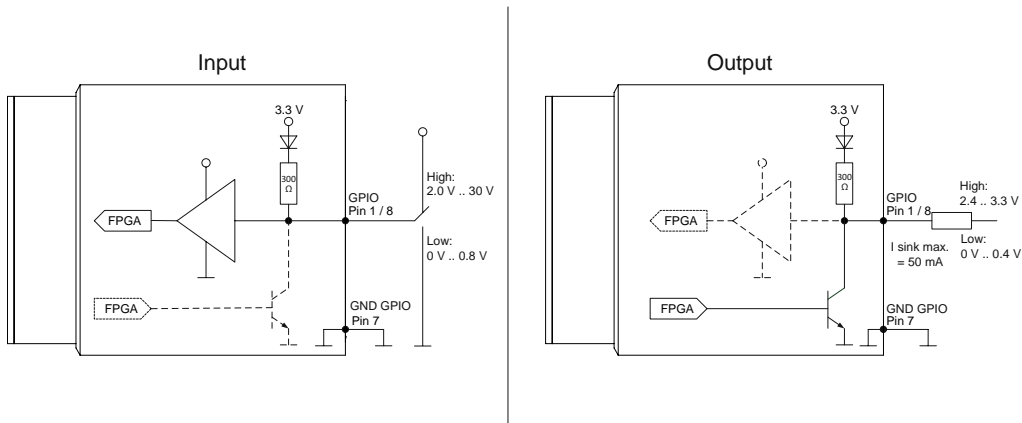 Input
3.3 V
300
Ω
FPGA
GPIO
Pin 1 / 8
High:
2.0 V .. 30 V
Low:
0 V .. 0.8 V
FPGA
GND GPIO
Pin 7
Output
3.3 V
300
Ω
FPGA
GPIO
Pin 1 / 8
High:
2.4 .. 3.3 V
I sink max.
= 50 mA
Low:
0 V .. 0.4 V
FPGA
GND GPIO
Pin 7